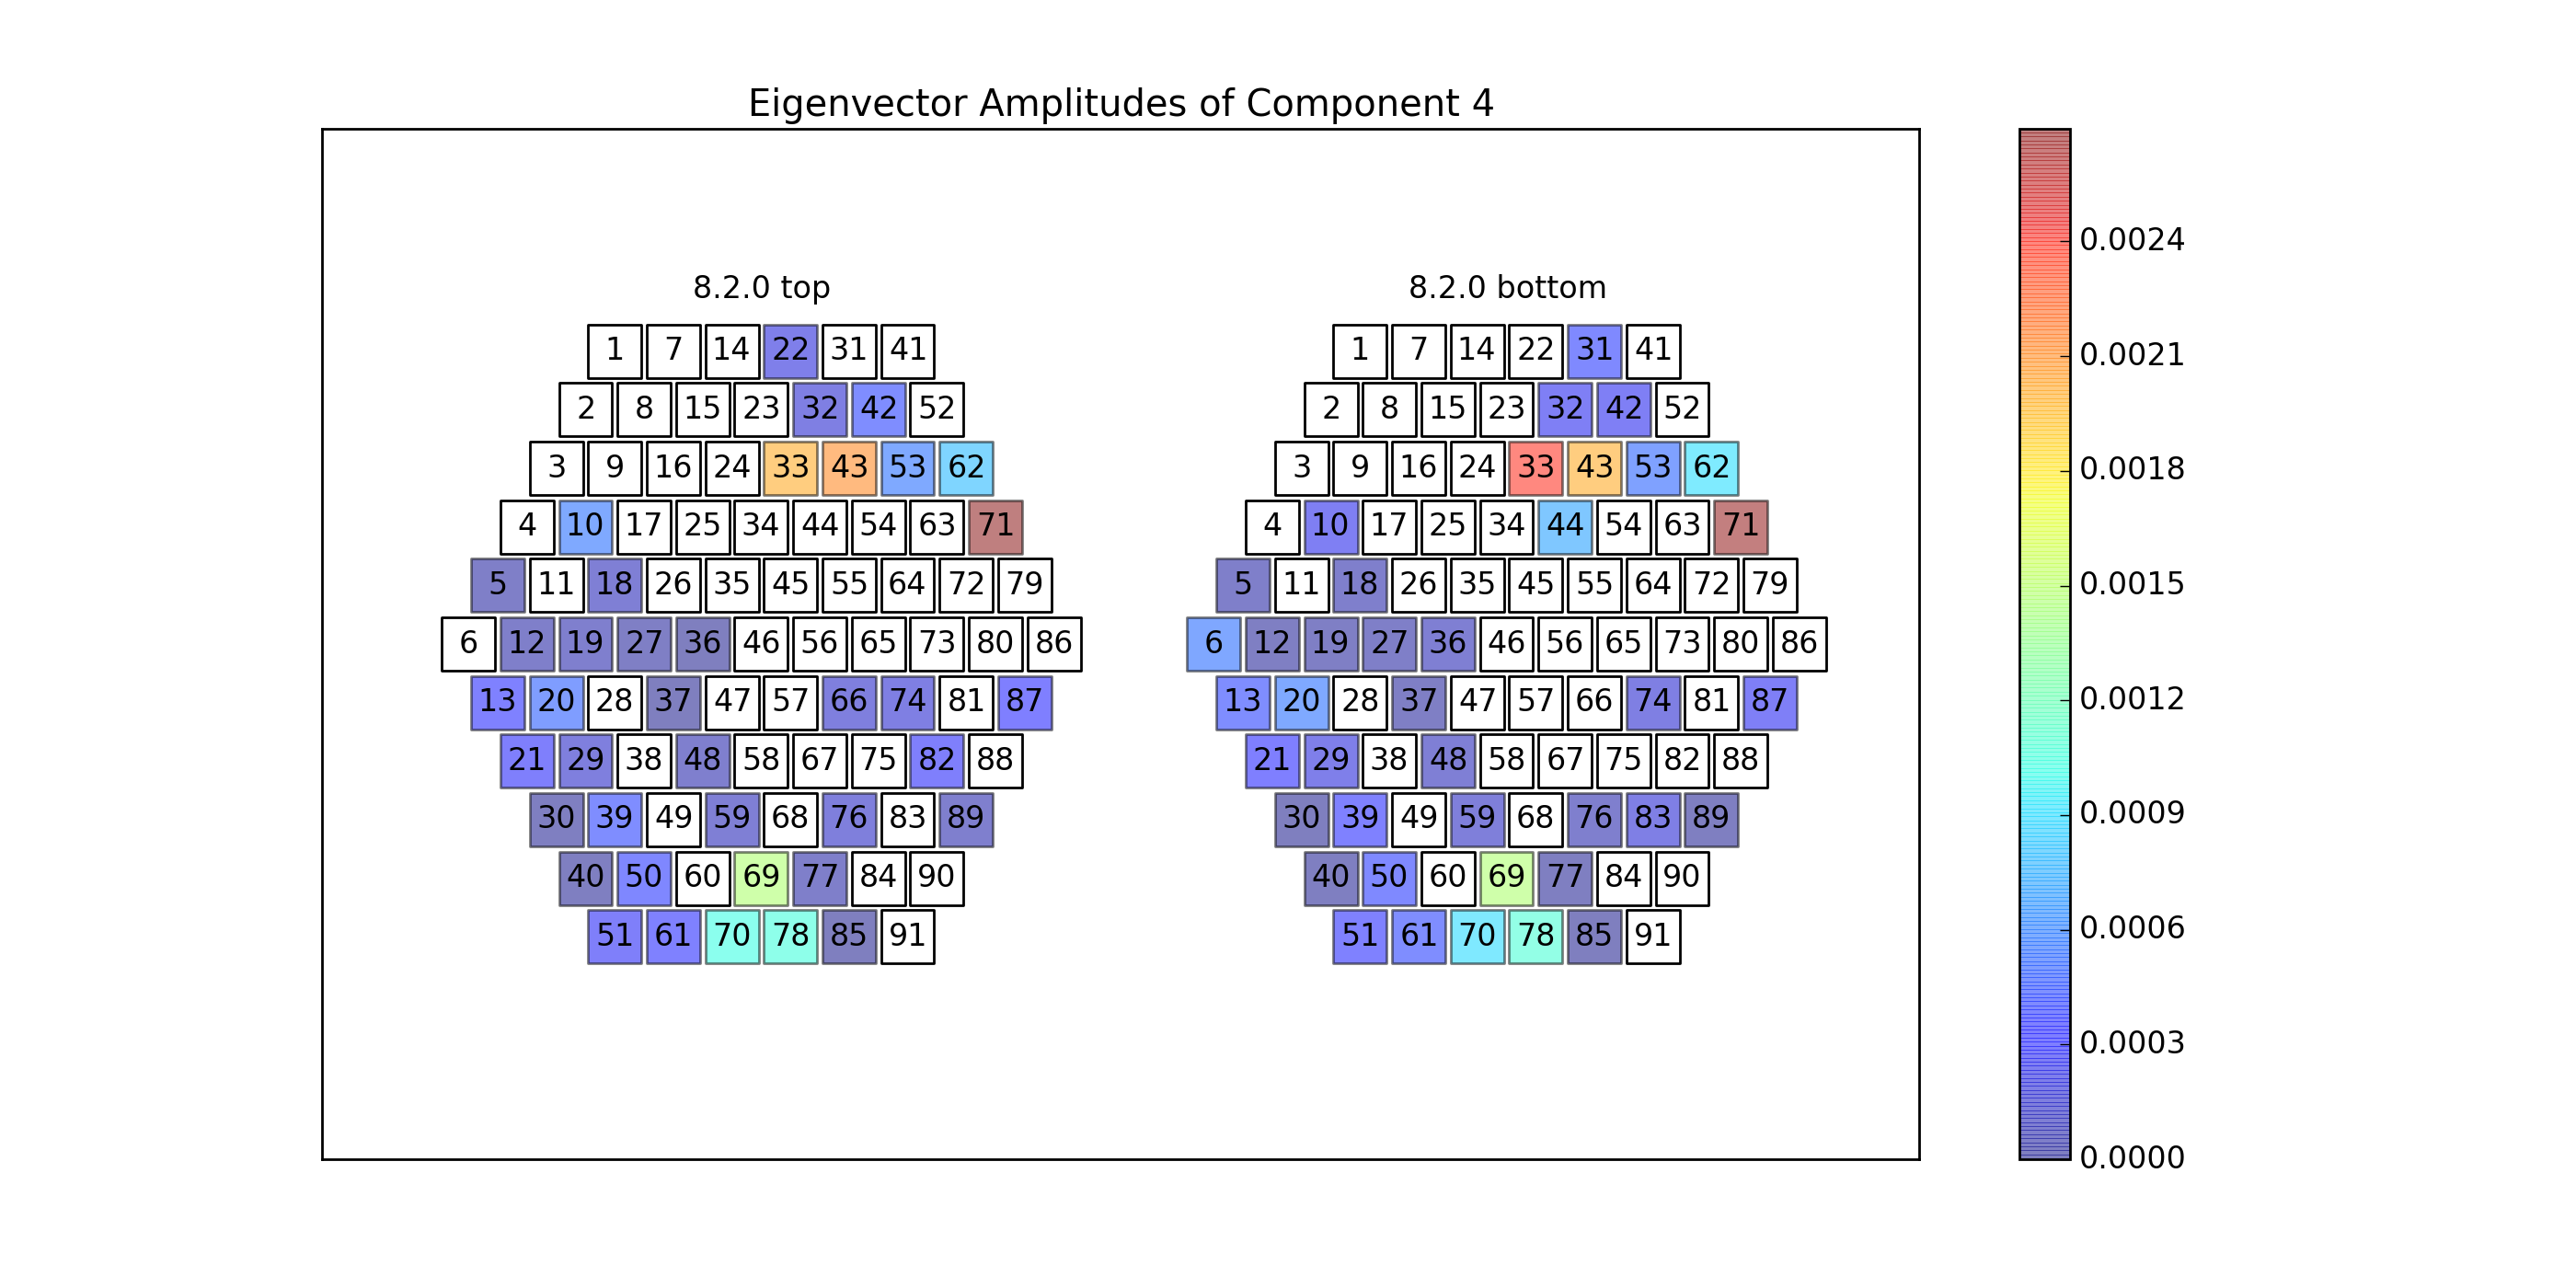 Eigenvector Amplitudes of Component 4
8.2.0 top
1 7 14 22 31 41
2 8 15 23 32 42 52
3 9 16 24 33 43 53 62
4 10 17 25 34 44 54 63 71
5 11 18 26 35 45 55 64 72 79
6 12 19 27 36 46 56 65 73 80 86
13 20 28 37 47 57 66 74 81 87
21 29 38 48 58 67 75 82 88
30 39 49 59 68 76 83 89
40 50 60 69 77 84 90
51 61 70 78 85 91
8.2.0 bottom
1 7 14 22 31 41
2 8 15 23 32 42 52
3 9 16 24 33 43 53 62
4 10 17 25 34 44 54 63 71
5 11 18 26 35 45 55 64 72 79
6 12 19 27 36 46 56 65 73 80 86
13 20 28 37 47 57 66 74 81 87
21 29 38 48 58 67 75 82 88
30 39 49 59 68 76 83 89
40 50 60 69 77 84 90
51 61 70 78 85 91
0.0024
0.0021
0.0018
0.0015
0.0012
0.0009
0.0006
0.0003
0.0000